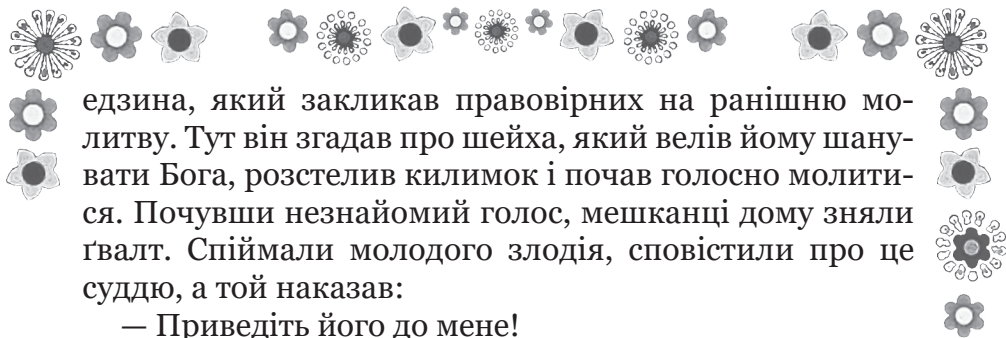 едзина, який закликав правовірних на ранішню мо-
литву. Тут він згадав про шейха, який велів йому шану-
вати Бога, розстелив килимок і почав голосно молити-
ся. Почувши незнайомий голос, мешканці дому зняли
ґвалт. Спіймали молодого злодія, сповістили про це
суддю, а той наказав:
— Приведіть його до мене!